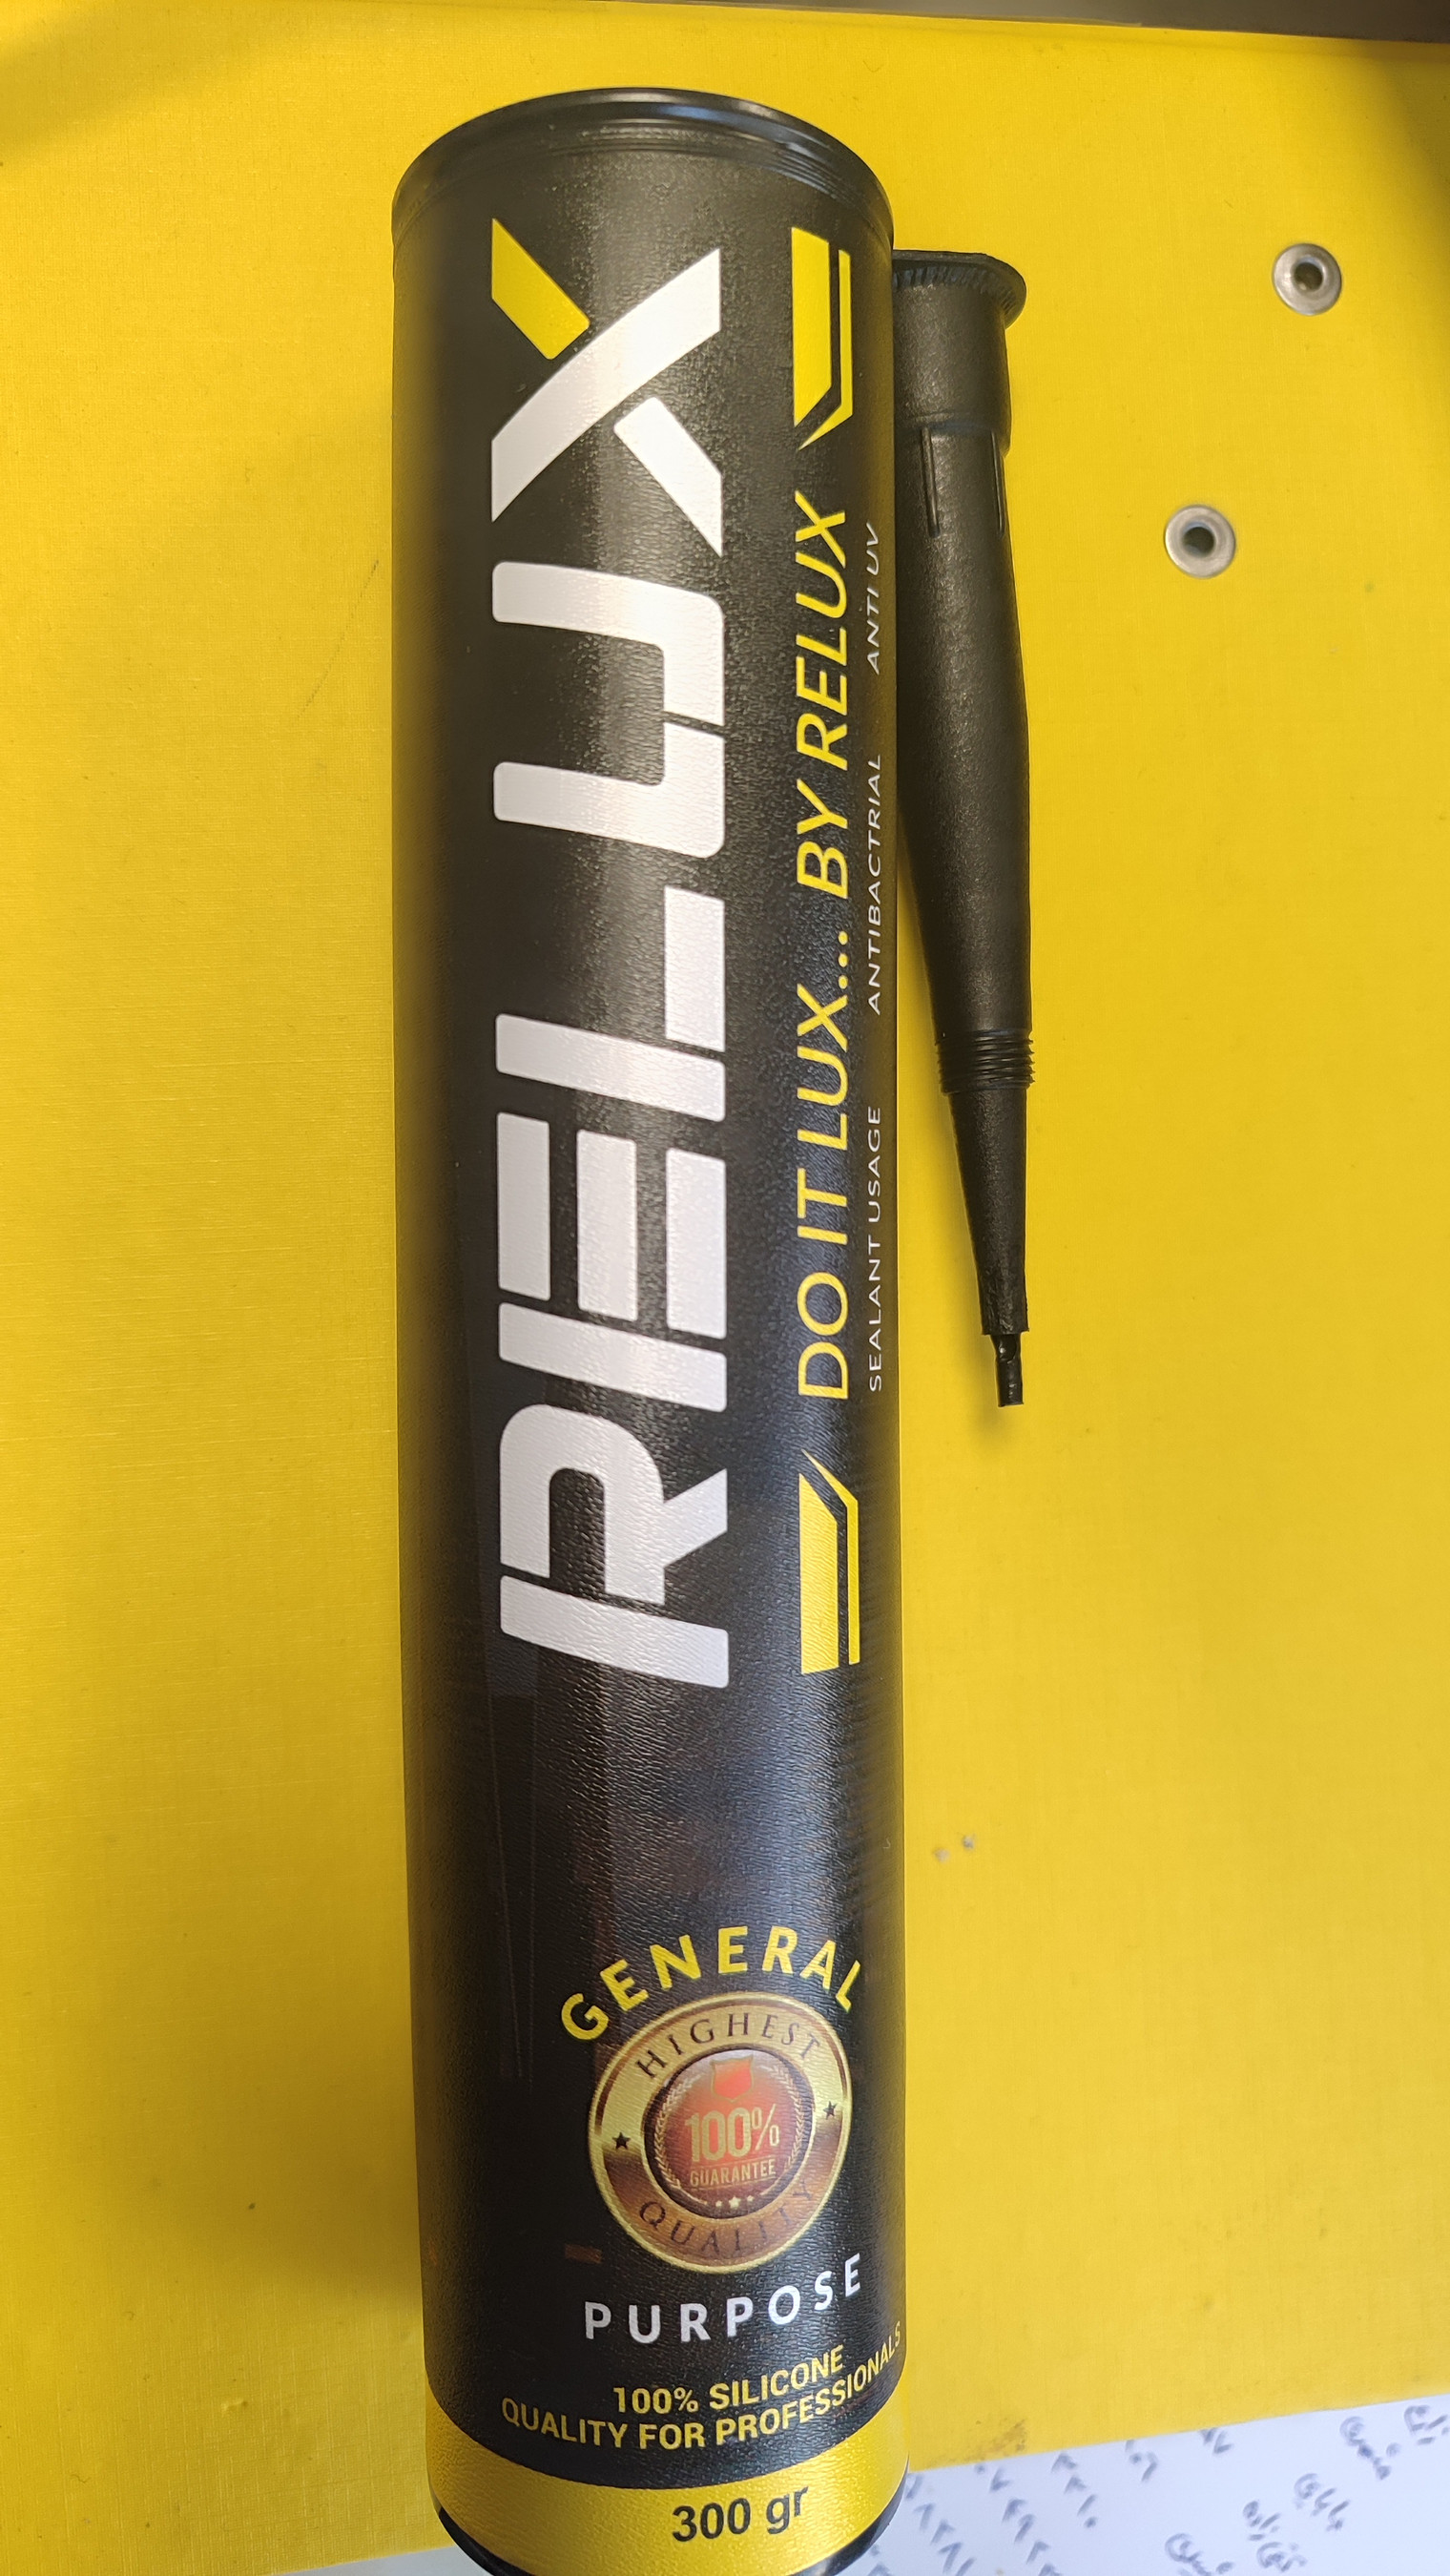 RELUX
DO IT LUX... BY RELUX
SEALANT USAGE ANTIBACTRIAL ANTI UV
GENERAL
HIGHEST
100%
GUARANTEE
QUALITY
PURPOSE
100% SILICONE
QUALITY FOR PROFESSIONALS
300 gr